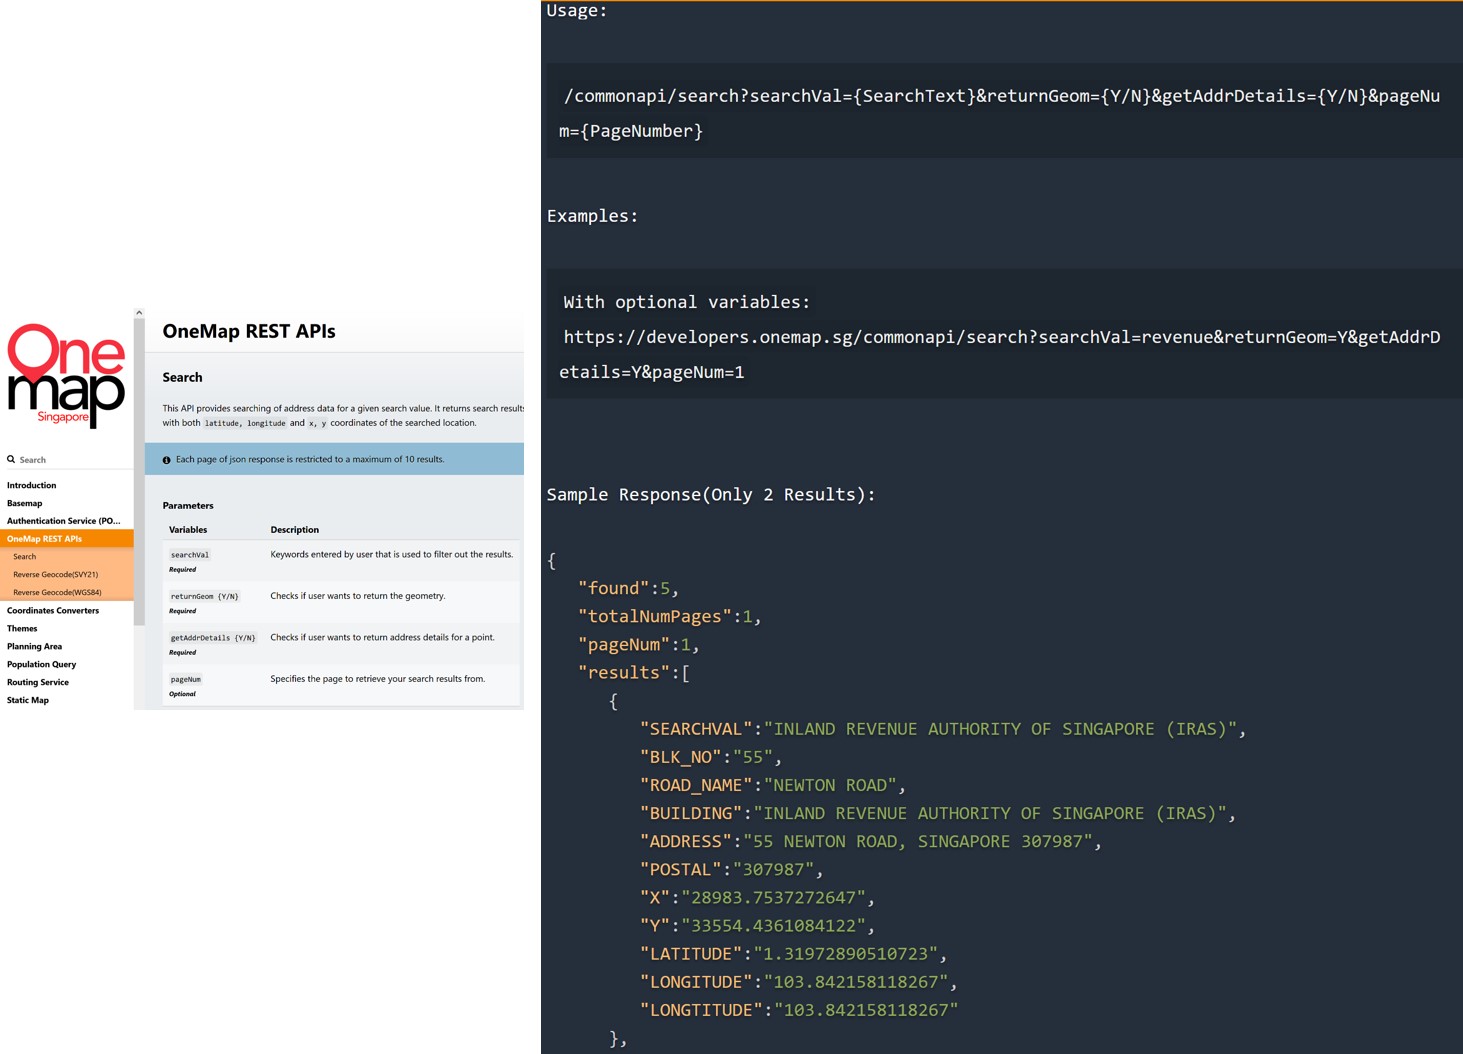 One
map
Singapore
Search
Introduction
Basemap
Authentication Service (PO...
OneMap REST APIs
Search
Reverse Geocode(SVY21)
Reverse Geocode(WGS84)
Coordinates Converters
Themes
Planning Area
Population Query
Routing Service
Static Map
OneMap REST APIs
Search
This API provides searching of address data for a given search value. It returns search results
with both latitude, longitude and x, y coordinates of the searched location.
Each page of json response is restricted to a maximum of 10 results.
Parameters
Variables Description
searchVal Keywords entered by user that is used to filter out the results.
Required
returnGeom {Y/N} Checks if user wants to return the geometry.
Required
getAddrDetails {Y/N} Checks if user wants to return address details for a point.
Required
pageNum Specifies the page to retrieve your search results from.
Optional
Usage:
/commonapi/search?searchVal={SearchText}&returnGeom={Y/N}&getAddrDetails={Y/N}&pageNu
m={PageNumber}
Examples:
With optional variables:
https://developers.onemap.sg/commonapi/search?searchVal=revenue&returnGeom=Y&getAddrD
etails=Y&pageNum=1
Sample Response(Only 2 Results):
{
"found":5,
"totalNumPages":1,
"pageNum":1,
"results":[
{
"SEARCHVAL":"INLAND REVENUE AUTHORITY OF SINGAPORE (IRAS)",
"BLK_NO":"55",
"ROAD_NAME":"NEWTON ROAD",
"BUILDING":"INLAND REVENUE AUTHORITY OF SINGAPORE (IRAS)",
"ADDRESS":"55 NEWTON ROAD, SINGAPORE 307987",
"POSTAL":"307987",
"X":"28983.7537272647",
"Y":"33554.4361084122",
"LATITUDE":"1.31972890510723",
"LONGITUDE":"103.842158118267",
"LONGTITUDE":"103.842158118267"
},